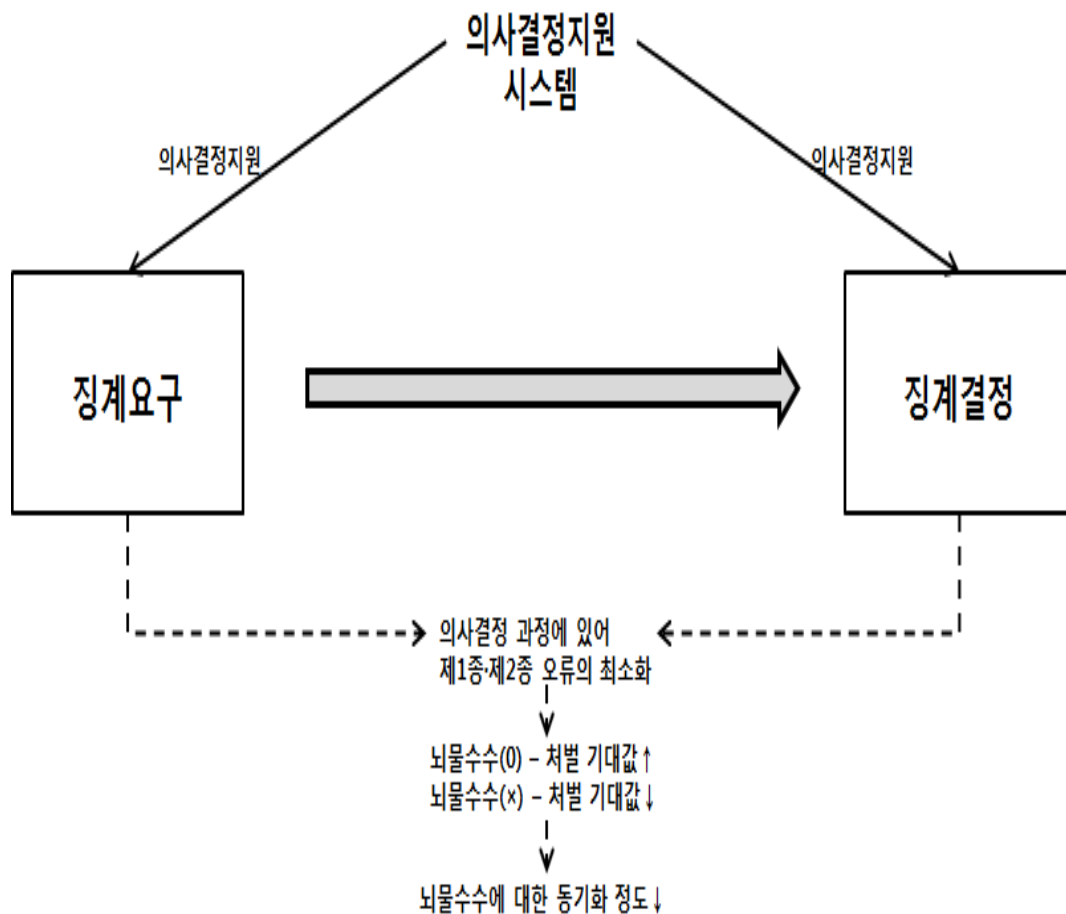 의사결정지원
시스템
의사결정지원
의사결정지원
징계요구
징계결정
의사결정 과정에 있어
제1종·제2종 오류의 최소화
뇌물수수(0) – 처벌 기대값↑
뇌물수수(×) – 처벌 기대값↓
뇌물수수에 대한 동기화 정도↓